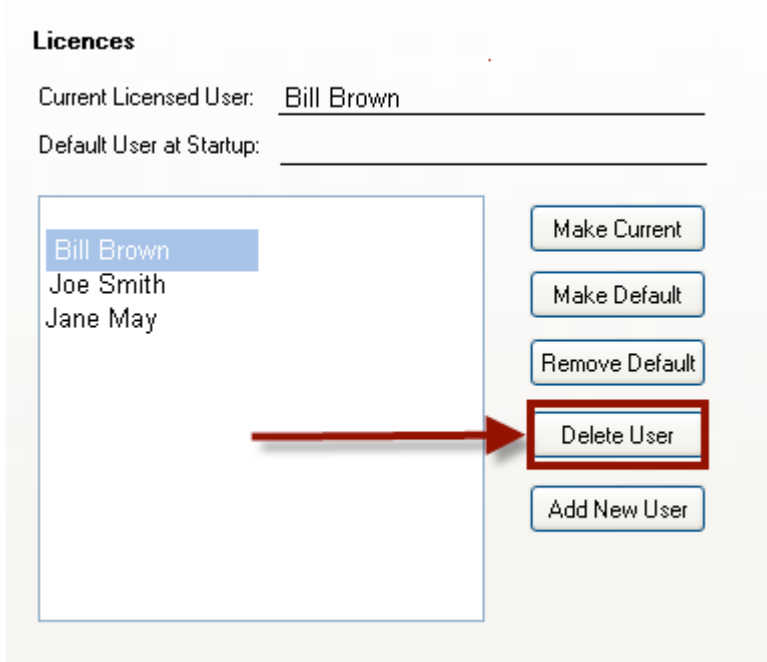 Licences
Current Licensed User: Bill Brown
Default User at Startup:
Bill Brown
Joe Smith
Jane May
Make Current
Make Default
Remove Default
Delete User
Add New User